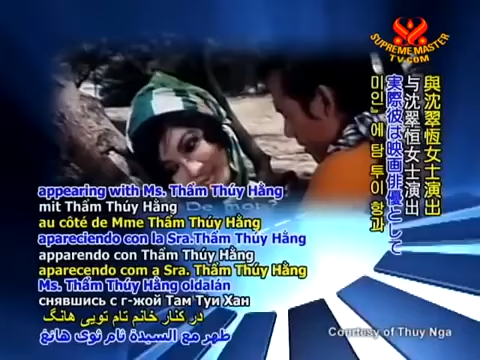 SUPREME MASTER
TV.COM
與沈翠恆女士演出
与沈翠恒女士演出
実際彼は映画俳優として
미인』에 탐 투이 항과
appearing with Ms. Thẩm Thúy Hằng
mit Thẩm Thúy Hằng
au côté de Mme Thẩm Thúy Hằng
apareciendo con la Sra.Thẩm Thúy Hằng
apparendo con Thẩm Thúy Hằng
aparecendo com a Sra. Thẩm Thúy Hằng
Ms. Thẩm Thúy Hằng oldalán
снявшись с г-жой Там Туи Хан
در کنار خانم تام تویی هانگ
ظهر مع السيدة ثام ثوى هانغ
Courtesy of Thuy Nga